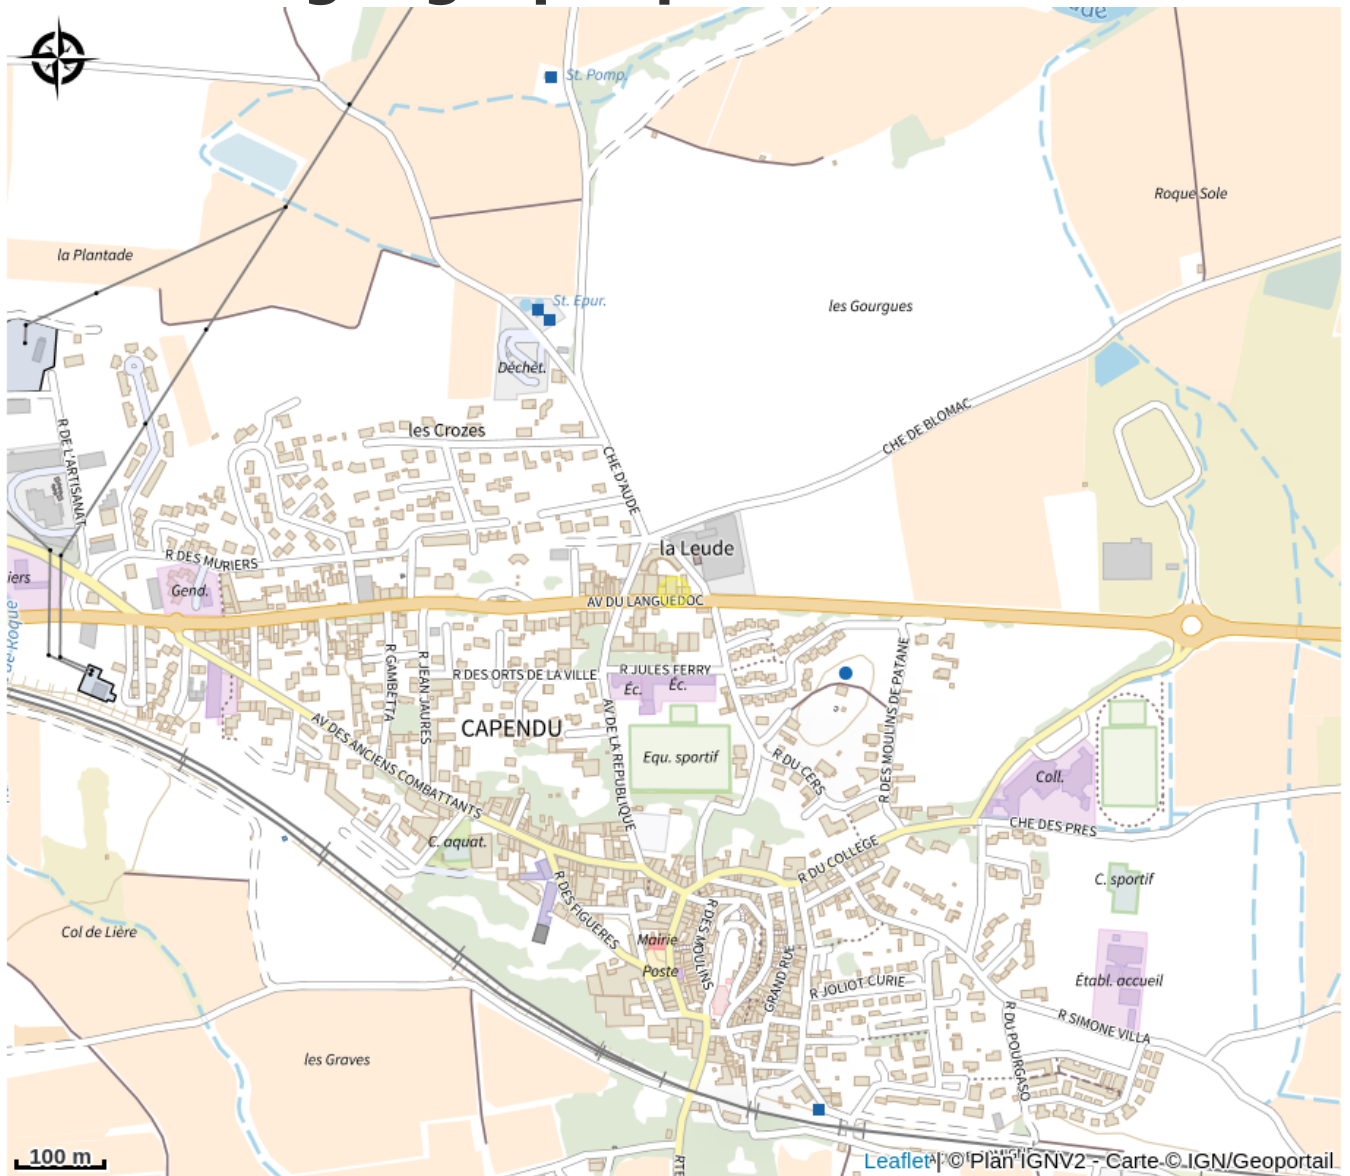 St. Pomp.
Roque Sole
la Plantade
St. Epur.
les Gourgues
Déchèt.
CHE DE BLOMAC
les Crozes
R DE L'ARTISANAT
CHE D'AUDE
la Leude
R DES MURIERS
iers
Gend.
AV DU LANGUEDOC
R GAMBETTA
R JEAN JAURES
R DES ORTS DE LA VILLE
R JULES FERRY
Éc.
Éc.
R DES MOULINS DE PATANE
CAPENDU
AV DES ANCIENS COMBATTANTS
AV DE LA REPUBLIQUE
Equ. sportif
R DU CERS
Coll.
CHE DES PRES
C. aquat.
R DU COLLEGE
C. sportif
R DES FIGUERES
R DES MOULINS
Col de Lière
Mairie
Poste
GRAND RUE
R JOLIOT CURIE
Établ. accueil
R SIMONE VILLA
R DU POURGASO
les Graves
100 m
Leaflet | © Plan IGNV2 - Carte © IGN/Geoportail